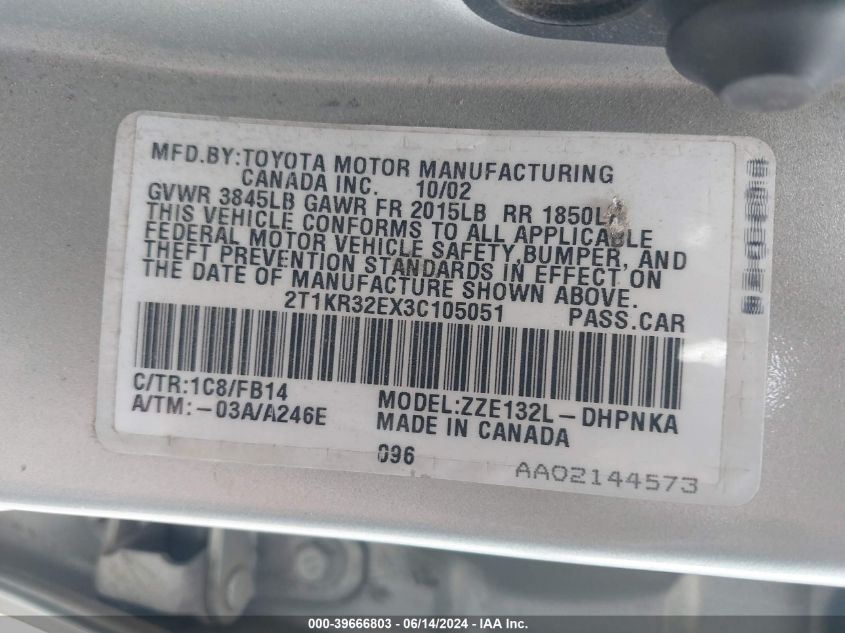 MFD.BY:TOYOTA MOTOR MANUFACTURING
CANADA INC. 10/02
GVWR 3845LB GAWR FR 2015LB RR 1850LB
THIS VEHICLE CONFORMS TO ALL APPLICABLE
FEDERAL MOTOR VEHICLE SAFETY,BUMPER, AND
THEFT PREVENTION STANDARDS IN EFFECT ON
THE DATE OF MANUFACTURE SHOWN ABOVE.
2T1KR32EX3C105051 PASS.CAR
C/TR:1C8/FB14
A/TM:-03A/A246E
MODEL:ZZE132L-DHPNKA
MADE IN CANADA
096
AA02144573
000-39666803 - 06/14/2024 - IAA Inc.